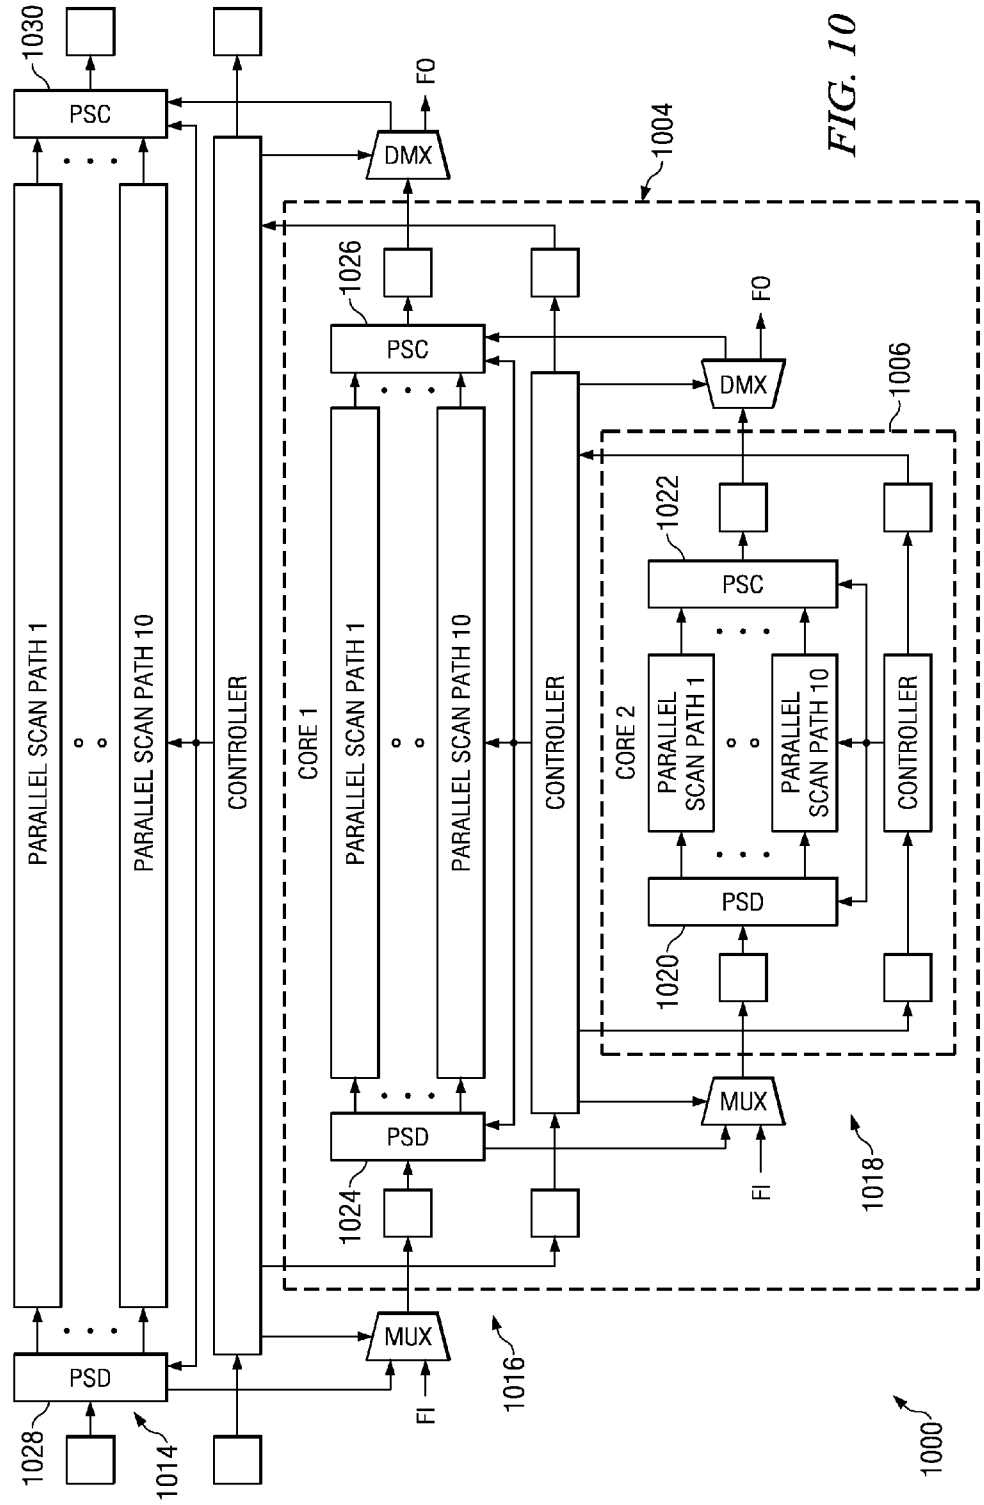 1028
1014
PSD
PARALLEL SCAN PATH 1
PARALLEL SCAN PATH 10
PSC
1030
CONTROLLER
FI
MUX
DMX
FO
1016
CORE 1
1024
PSD
PARALLEL SCAN PATH 1
PARALLEL SCAN PATH 10
PSC
1026
CONTROLLER
1004
FI
MUX
DMX
FO
1018
CORE 2
1020
PSD
PARALLEL
SCAN PATH 1
PARALLEL
SCAN PATH 10
PSC
1022
CONTROLLER
1006
1000
FIG. 10